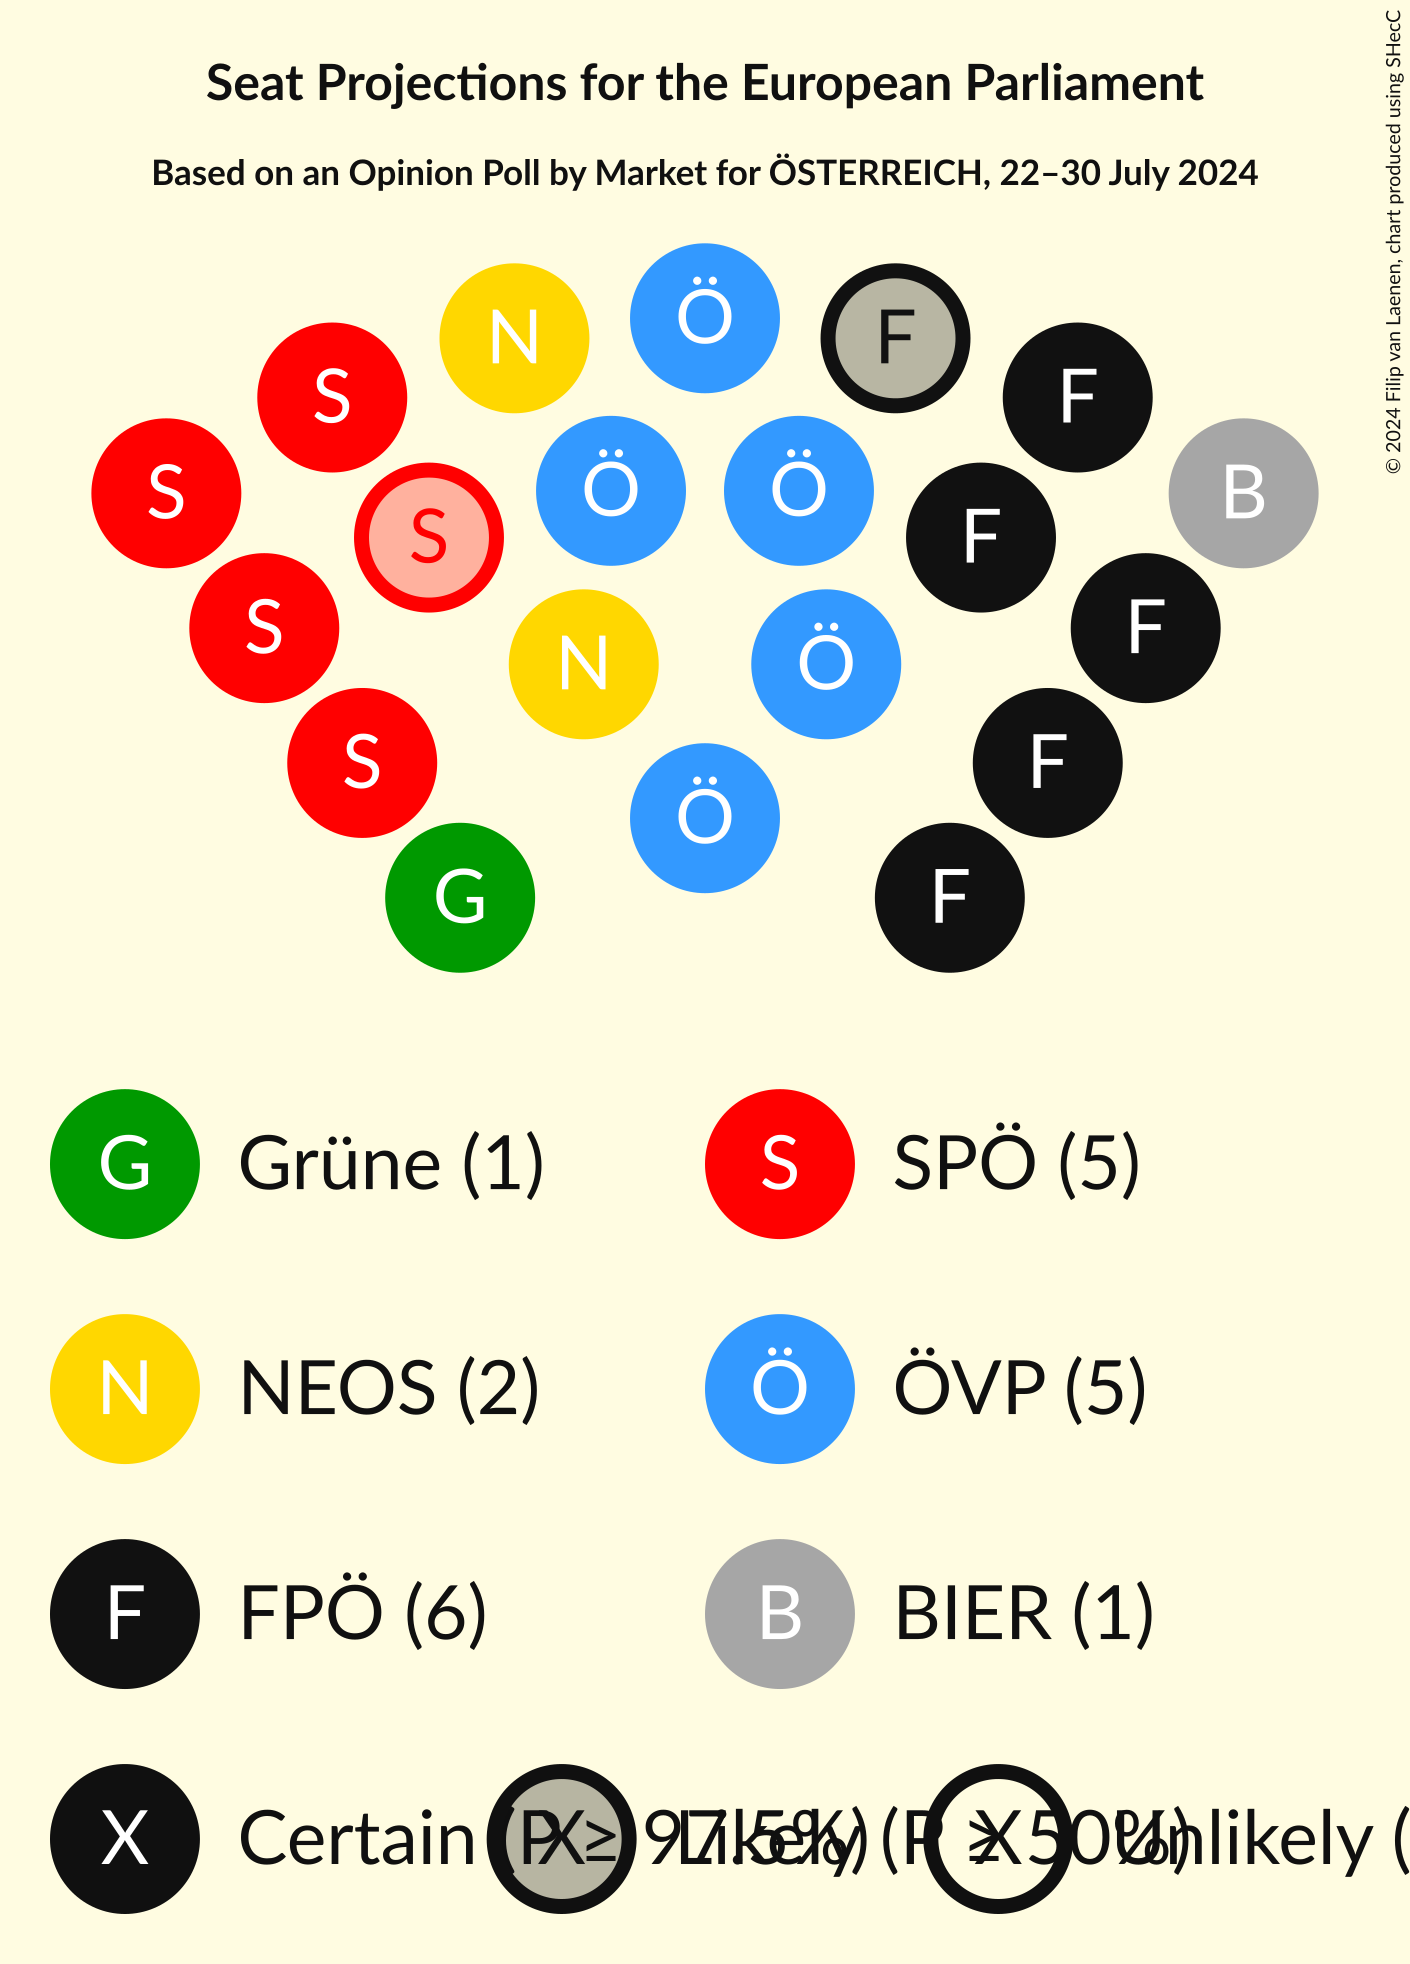 Seat Projections for the European Parliament
Based on an Opinion Poll by Market for ÖSTERREICH, 22–30 July 2024
© 2024 Filip van Laenen, chart produced using SHecC
Ö
N F
S F
S B
Ö Ö
S F
S F
N Ö
S F
Ö
G F
G Grüne (1) S SPÖ (5)
N NEOS (2) Ö ÖVP (5)
F FPÖ (6) B BIER (1)
X Certain (P ≥ 97.5%) X Likely (P ≥ 50%) X Unlikely (